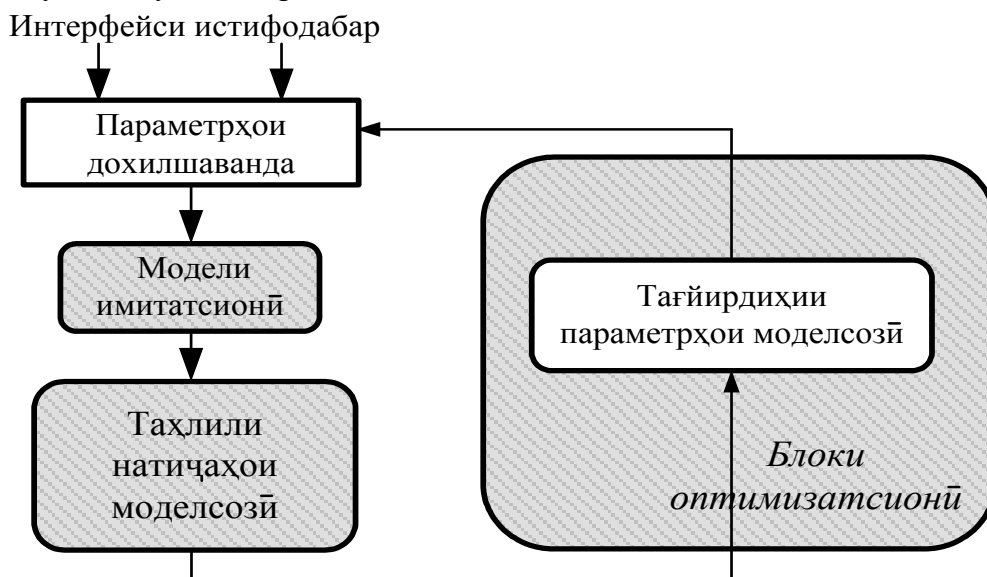 Интерфейси истифодабар
Параметрҳои
дохилшаванда
Модели
имитатсионӣ
Таҳлили
натиҷаҳои
моделсозӣ
Тағйирдиҳии
параметрҳои моделсозӣ
Блоки
оптимизатсионӣ